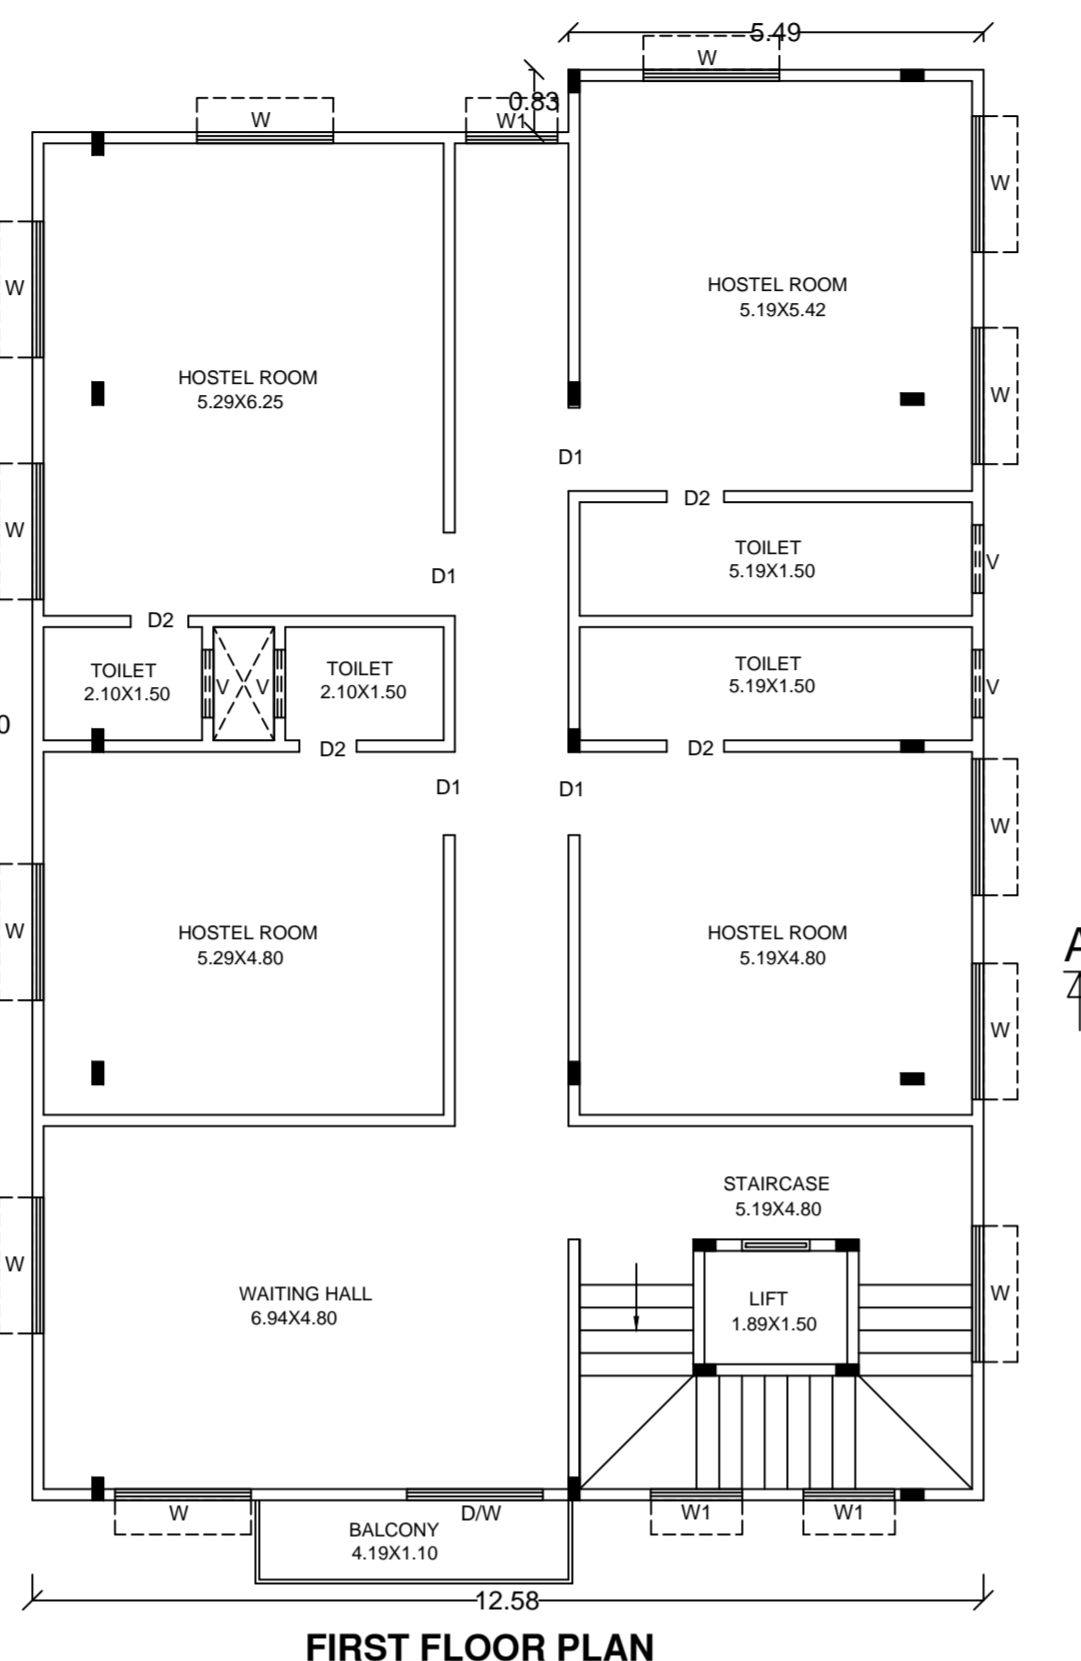 5.49
W
0.83
W
W1
W
W
HOSTEL ROOM
5.19X5.42
HOSTEL ROOM
5.29X6.25
W
D1
D2
W
TOILET
5.19X1.50
V
D1
D2
TOILET
2.10X1.50
V
V
TOILET
2.10X1.50
TOILET
5.19X1.50
V
0
D2
D2
D1
D1
W
HOSTEL ROOM
5.29X4.80
W
HOSTEL ROOM
5.19X4.80
A
W
STAIRCASE
5.19X4.80
W
WAITING HALL
6.94X4.80
LIFT
1.89X1.50
W
W
D/W
W1
W1
BALCONY
4.19X1.10
12.58
FIRST FLOOR PLAN